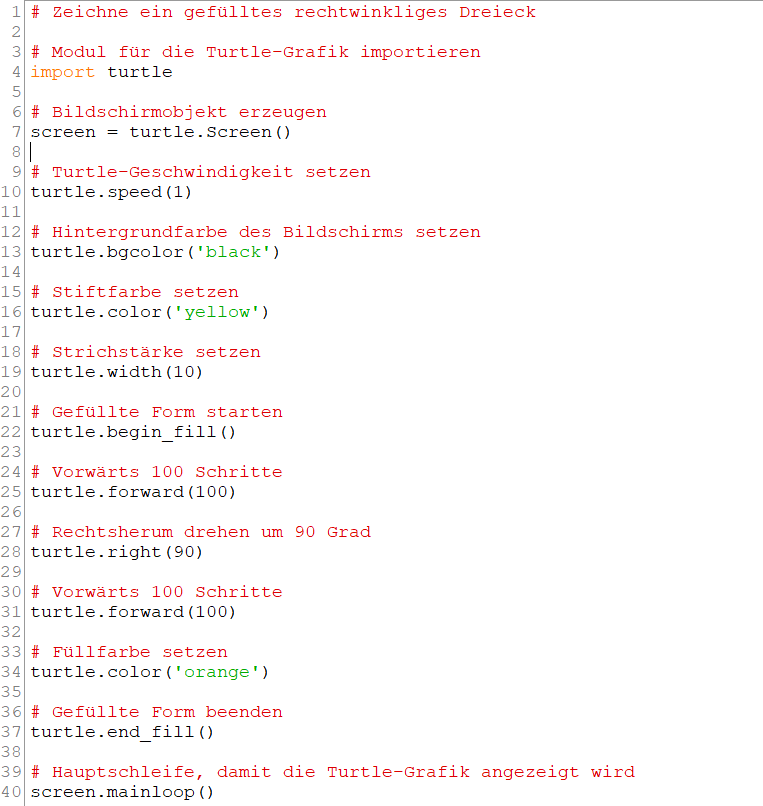 1 # Zeichne ein gefülltes rechtwinkliges Dreieck
2
3 # Modul für die Turtle-Grafik importieren
4 import turtle
5
6 # Bildschirmobjekt erzeugen
7 screen = turtle.Screen()
8
9 # Turtle-Geschwindigkeit setzen
10 turtle.speed(1)
11
12 # Hintergrundfarbe des Bildschirms setzen
13 turtle.bgcolor('black')
14
15 # Stiftfarbe setzen
16 turtle.color('yellow')
17
18 # Strichstärke setzen
19 turtle.width(10)
20
21 # Gefüllte Form starten
22 turtle.begin_fill()
23
24 # Vorwärts 100 Schritte
25 turtle.forward(100)
26
27 # Rechtsherum drehen um 90 Grad
28 turtle.right(90)
29
30 # Vorwärts 100 Schritte
31 turtle.forward(100)
32
33 # Füllfarbe setzen
34 turtle.color('orange')
35
36 # Gefüllte Form beenden
37 turtle.end_fill()
38
39 # Hauptschleife, damit die Turtle-Grafik angezeigt wird
40 screen.mainloop()